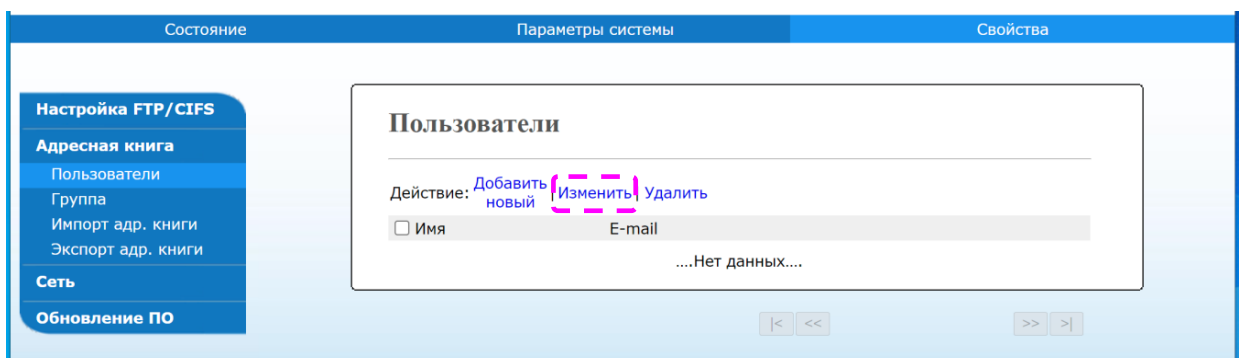 Состояние
Параметры системы
Свойства
Настройка FTP/CIFS
Адресная книга
Пользователи
Группа
Импорт адр. книги
Экспорт адр. книги
Сеть
Обновление ПО
Пользователи
Действие: Добавить новый | Изменить | Удалить
Имя E-mail
....Нет данных....
|< << >> >|